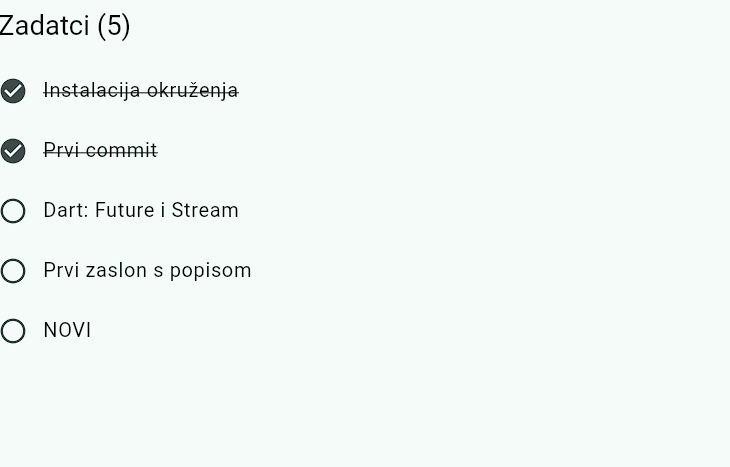 Zadatci (5)
Instalacija okruženja
Prvi commit
Dart: Future i Stream
Prvi zaslon s popisom
NOVI